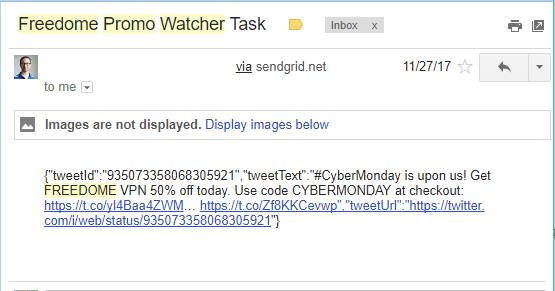 Freedome Promo Watcher Task Inbox x
via sendgrid.net 11/27/17
to me
Images are not displayed. Display images below
{"tweetId":"935073358068305921","tweetText":"#CyberMonday is upon us! Get
FREEDOME VPN 50% off today. Use code CYBERMONDAY at checkout:
https://t.co/yI4Baa4ZWM… https://t.co/Zf8KKCevwp","tweetUrl":"https://twitter.
com/i/web/status/935073358068305921"}